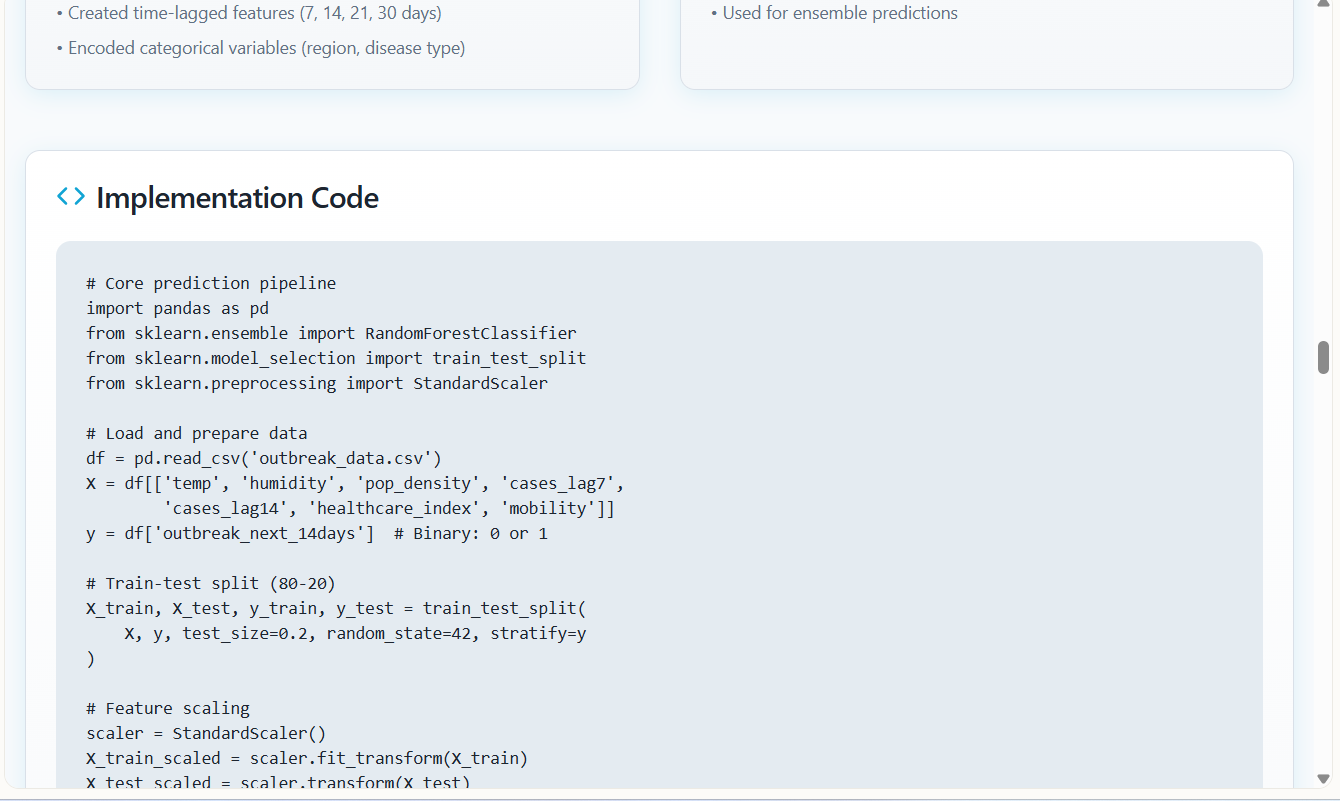 • Created time-lagged features (7, 14, 21, 30 days)
• Encoded categorical variables (region, disease type)
• Used for ensemble predictions
<> Implementation Code
# Core prediction pipeline
import pandas as pd
from sklearn.ensemble import RandomForestClassifier
from sklearn.model_selection import train_test_split
from sklearn.preprocessing import StandardScaler

# Load and prepare data
df = pd.read_csv('outbreak_data.csv')
X = df[['temp', 'humidity', 'pop_density', 'cases_lag7',
        'cases_lag14', 'healthcare_index', 'mobility']]
y = df['outbreak_next_14days']  # Binary: 0 or 1

# Train-test split (80-20)
X_train, X_test, y_train, y_test = train_test_split(
    X, y, test_size=0.2, random_state=42, stratify=y
)

# Feature scaling
scaler = StandardScaler()
X_train_scaled = scaler.fit_transform(X_train)
X_test_scaled = scaler.transform(X_test)